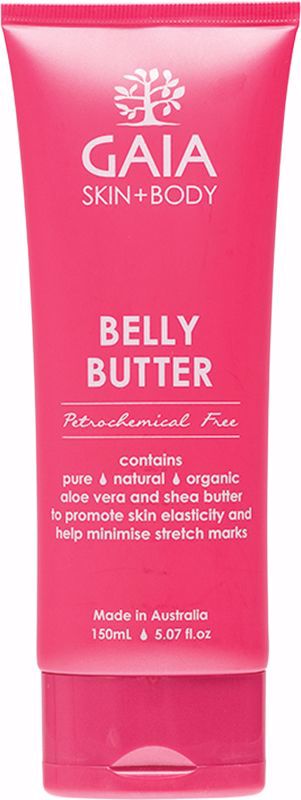 GAIA
SKIN+BODY
BELLY
BUTTER
Petrochemical Free
contains
pure natural organic
aloe vera and shea butter
to promote skin elasticity and
help minimise stretch marks
Made in Australia
150mL 5.07 fl.oz